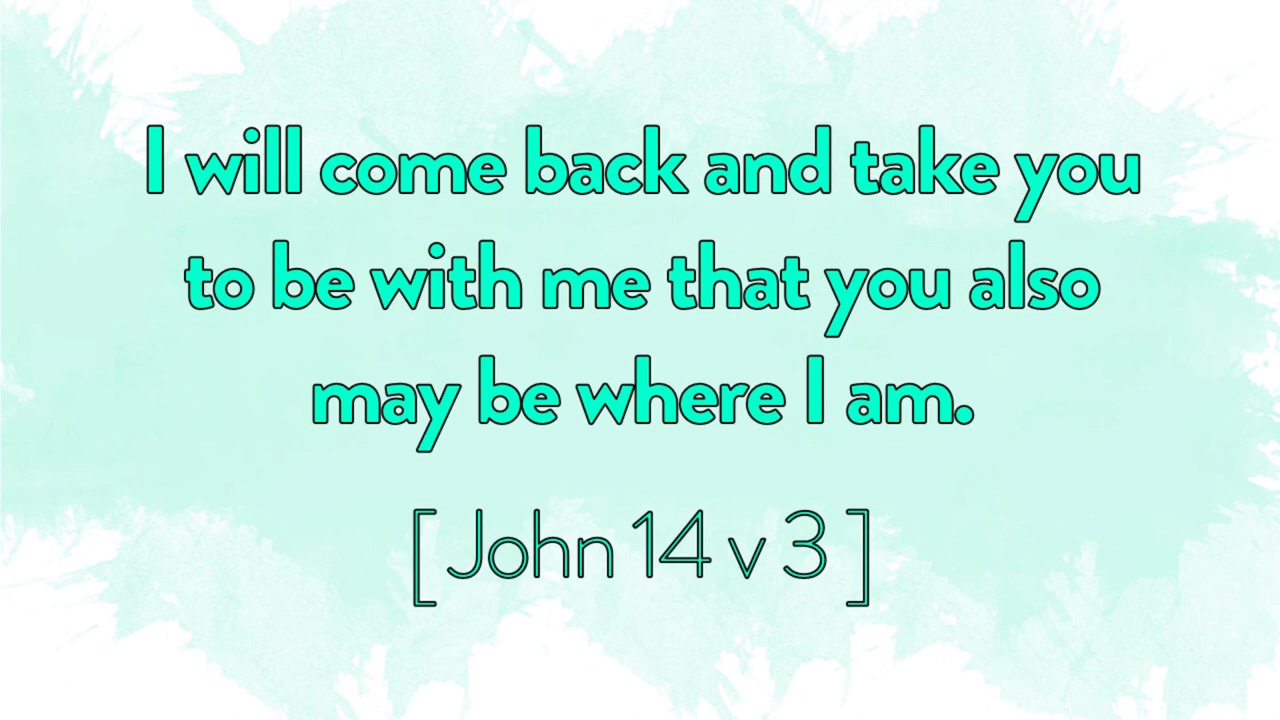 I will come back and take you
to be with me that you also
may be where I am.
[ John 14 v 3 ]